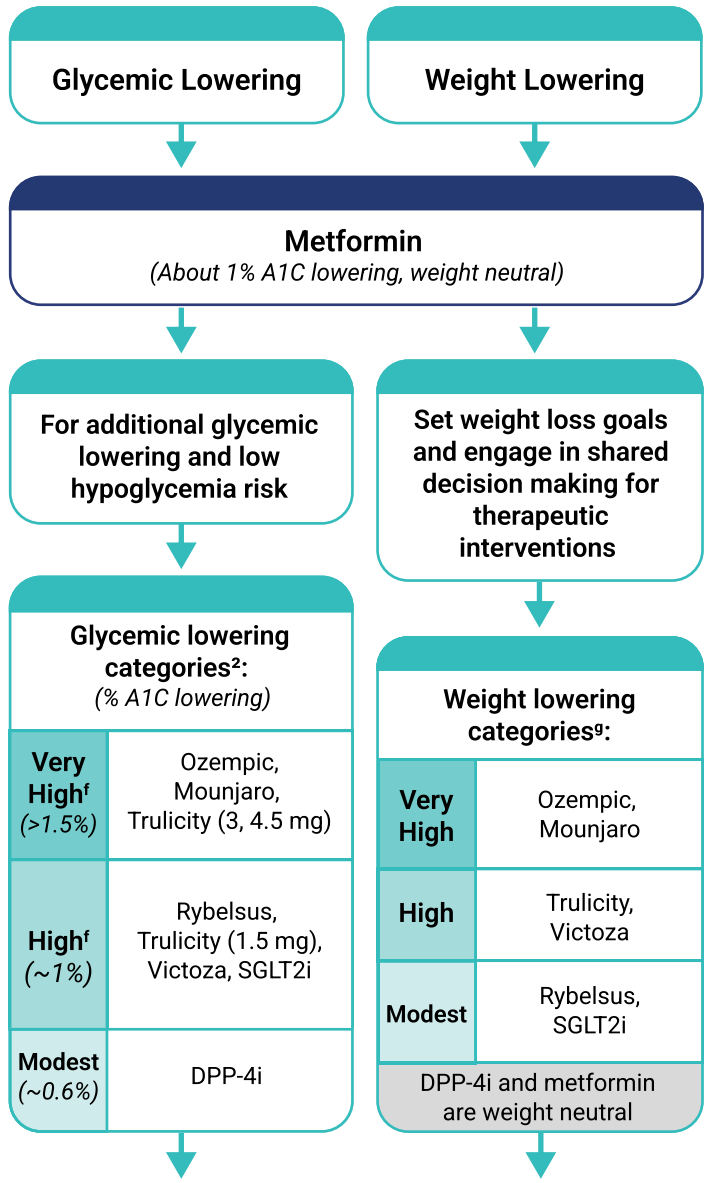 Glycemic Lowering
Weight Lowering
Metformin
(About 1% A1C lowering, weight neutral)
For additional glycemic
lowering and low
hypoglycemia risk
Set weight loss goals
and engage in shared
decision making for
therapeutic
interventions
Glycemic lowering
categories²:
(% A1C lowering)
Very
Highᶠ
(>1.5%)
Ozempic,
Mounjaro,
Trulicity (3, 4.5 mg)
Highᶠ
(~1%)
Rybelsus,
Trulicity (1.5 mg),
Victoza, SGLT2i
Modest
(~0.6%)
DPP-4i
Weight lowering
categoriesᵍ:
Very
High
Ozempic,
Mounjaro
High
Trulicity,
Victoza
Modest
Rybelsus,
SGLT2i
DPP-4i and metformin
are weight neutral